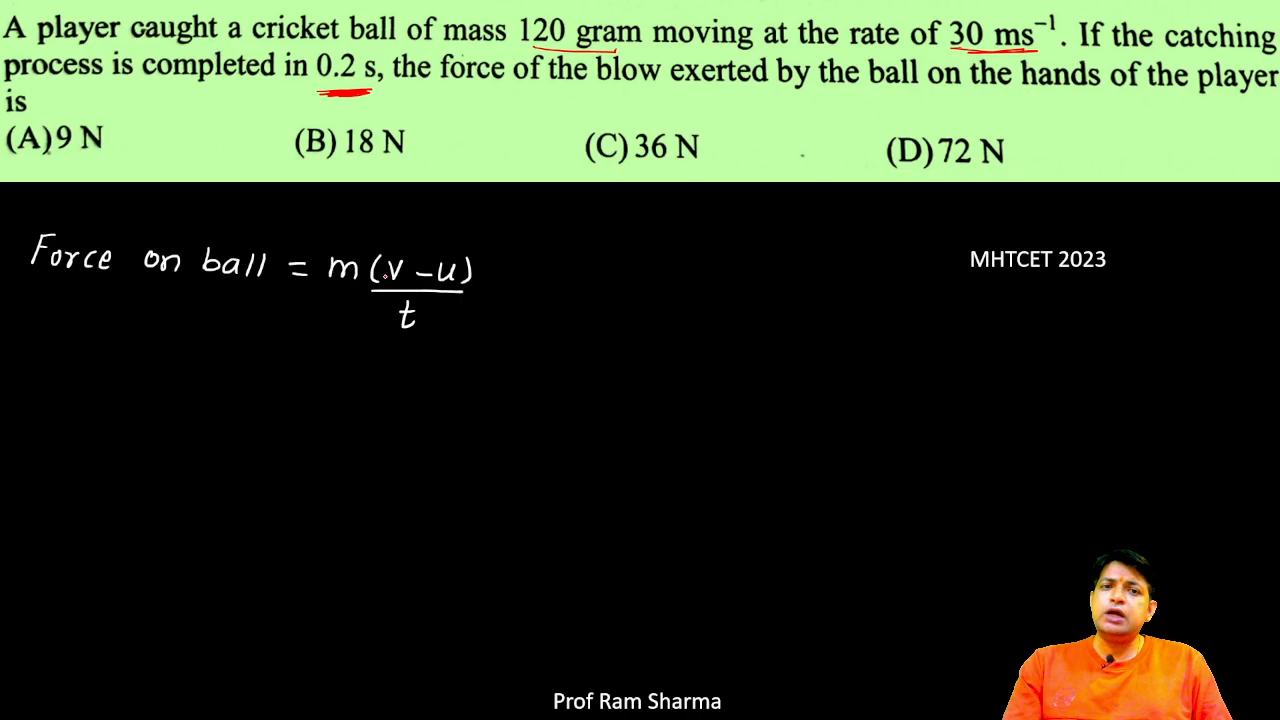 A player caught a cricket ball of mass 120 gram moving at the rate of 30 ms⁻¹. If the catching
process is completed in 0.2 s, the force of the blow exerted by the ball on the hands of the player
is
(A) 9 N (B) 18 N (C) 36 N (D) 72 N
Force on ball = m (v – u)
t
MHTCET 2023
Prof Ram Sharma